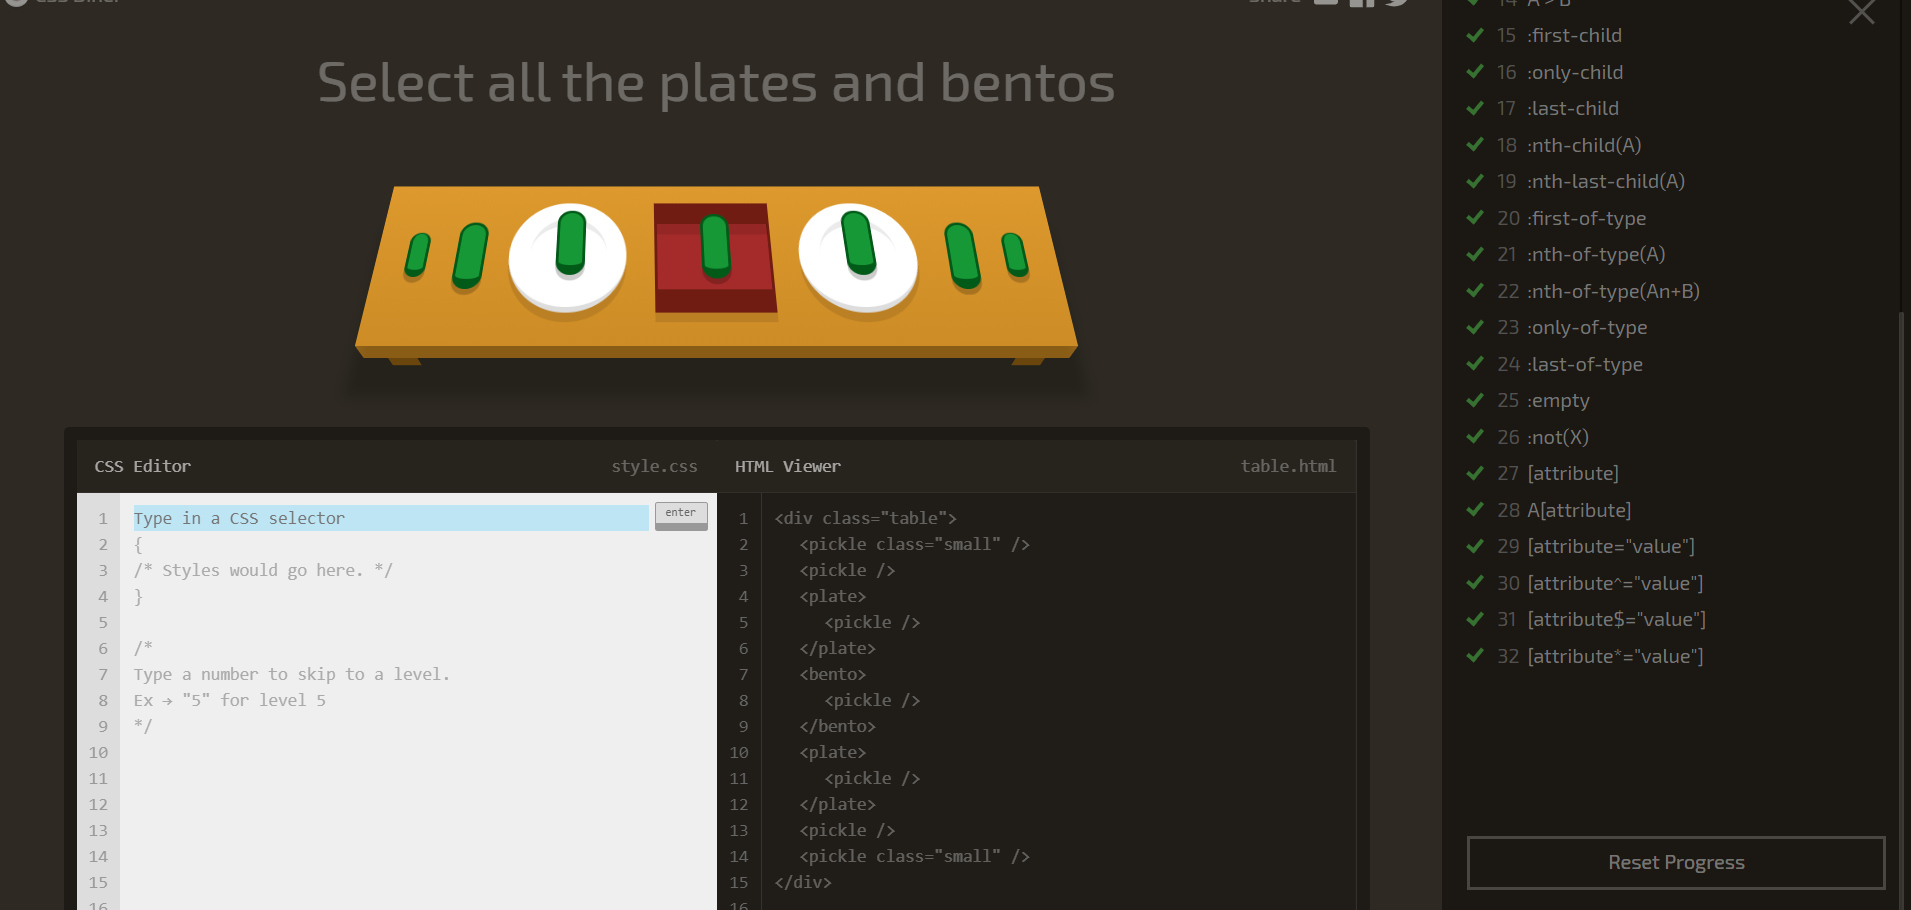 CSS Diner
Share
Select all the plates and bentos
CSS Editor
style.css
1 Type in a CSS selector
enter
2 {
3 /* Styles would go here. */
4 }
5
6 /*
7 Type a number to skip to a level.
8 Ex → "5" for level 5
9 */
10
11
12
13
14
15
16
HTML Viewer
table.html
1 <div class="table">
2 <pickle class="small" />
3 <pickle />
4 <plate>
5 <pickle />
6 </plate>
7 <bento>
8 <pickle />
9 </bento>
10 <plate>
11 <pickle />
12 </plate>
13 <pickle />
14 <pickle class="small" />
15 </div>
16
14 A > B
15 :first-child
16 :only-child
17 :last-child
18 :nth-child(A)
19 :nth-last-child(A)
20 :first-of-type
21 :nth-of-type(A)
22 :nth-of-type(An+B)
23 :only-of-type
24 :last-of-type
25 :empty
26 :not(X)
27 [attribute]
28 A[attribute]
29 [attribute="value"]
30 [attribute^="value"]
31 [attribute$="value"]
32 [attribute*="value"]
Reset Progress